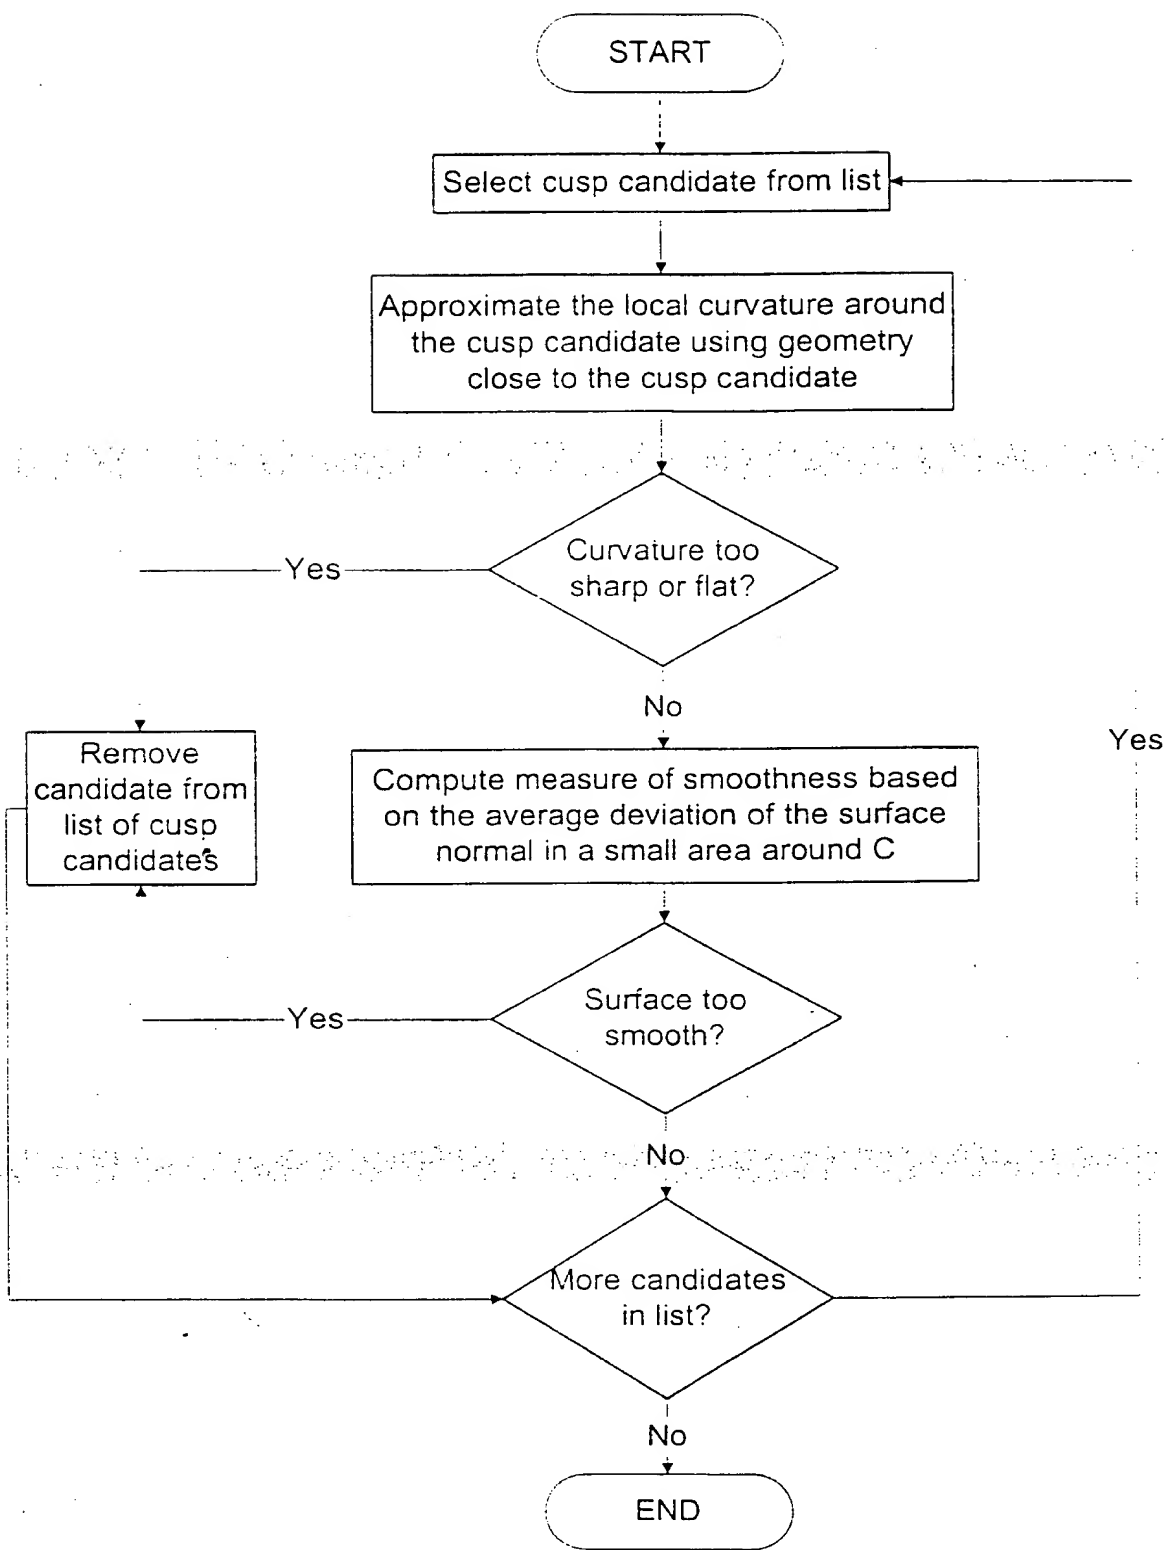 START
Select cusp candidate from list
Approximate the local curvature around
the cusp candidate using geometry
close to the cusp candidate
Curvature too
sharp or flat?
Yes
No
Remove
candidate from
list of cusp
candidates
Compute measure of smoothness based
on the average deviation of the surface
normal in a small area around C
Yes
Surface too
smooth?
Yes
No
More candidates
in list?
No
END